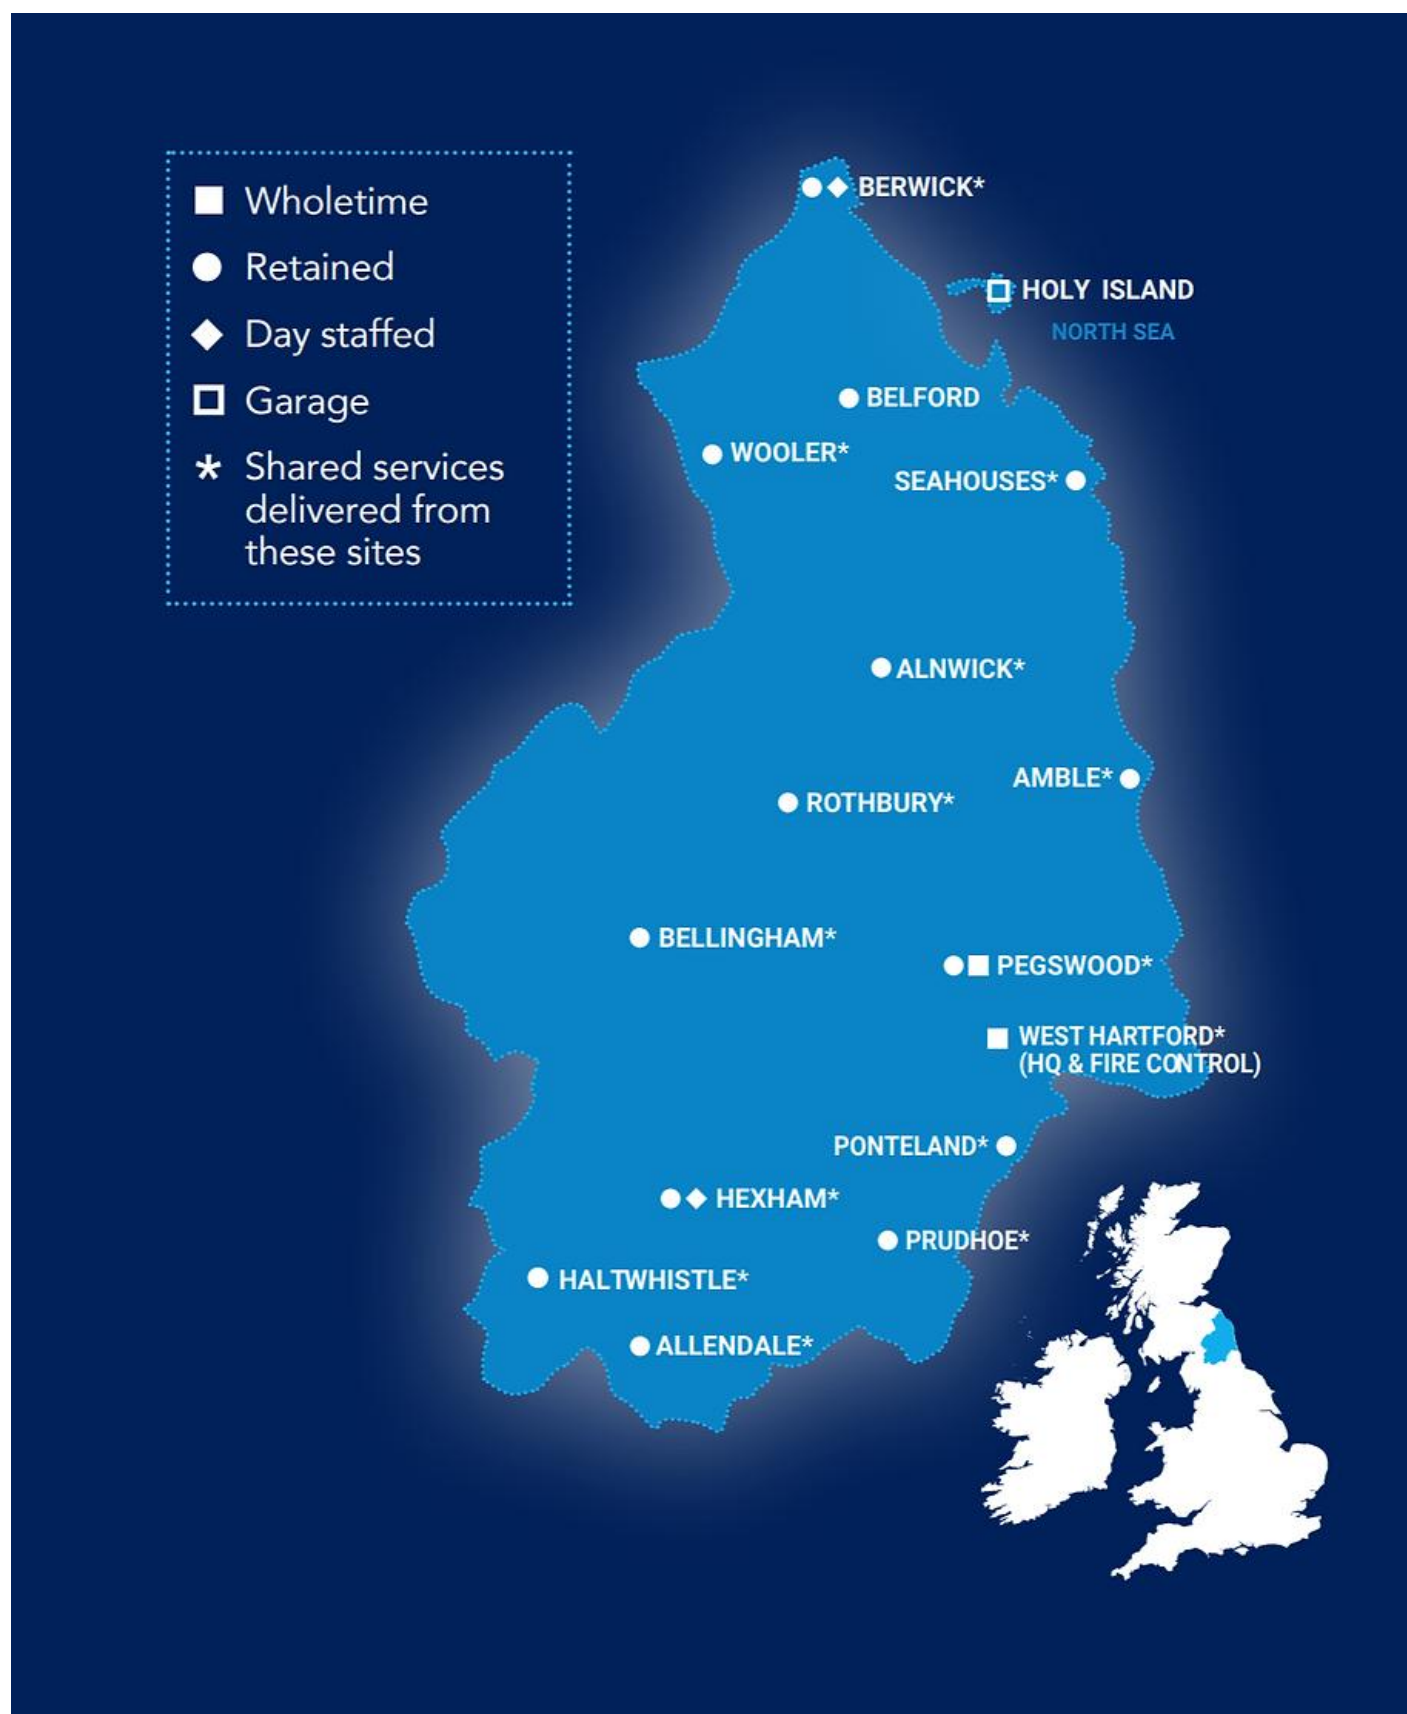 Wholetime
Retained
Day staffed
Garage
* Shared services
delivered from
these sites
BERWICK*
HOLY ISLAND
NORTH SEA
BELFORD
WOOLER*
SEAHOUSES*
ALNWICK*
AMBLE*
ROTHBURY*
BELLINGHAM*
PEGSWOOD*
WEST HARTFORD*
(HQ & FIRE CONTROL)
PONTELAND*
HEXHAM*
PRUDHOE*
HALTWHISTLE*
ALLENDALE*